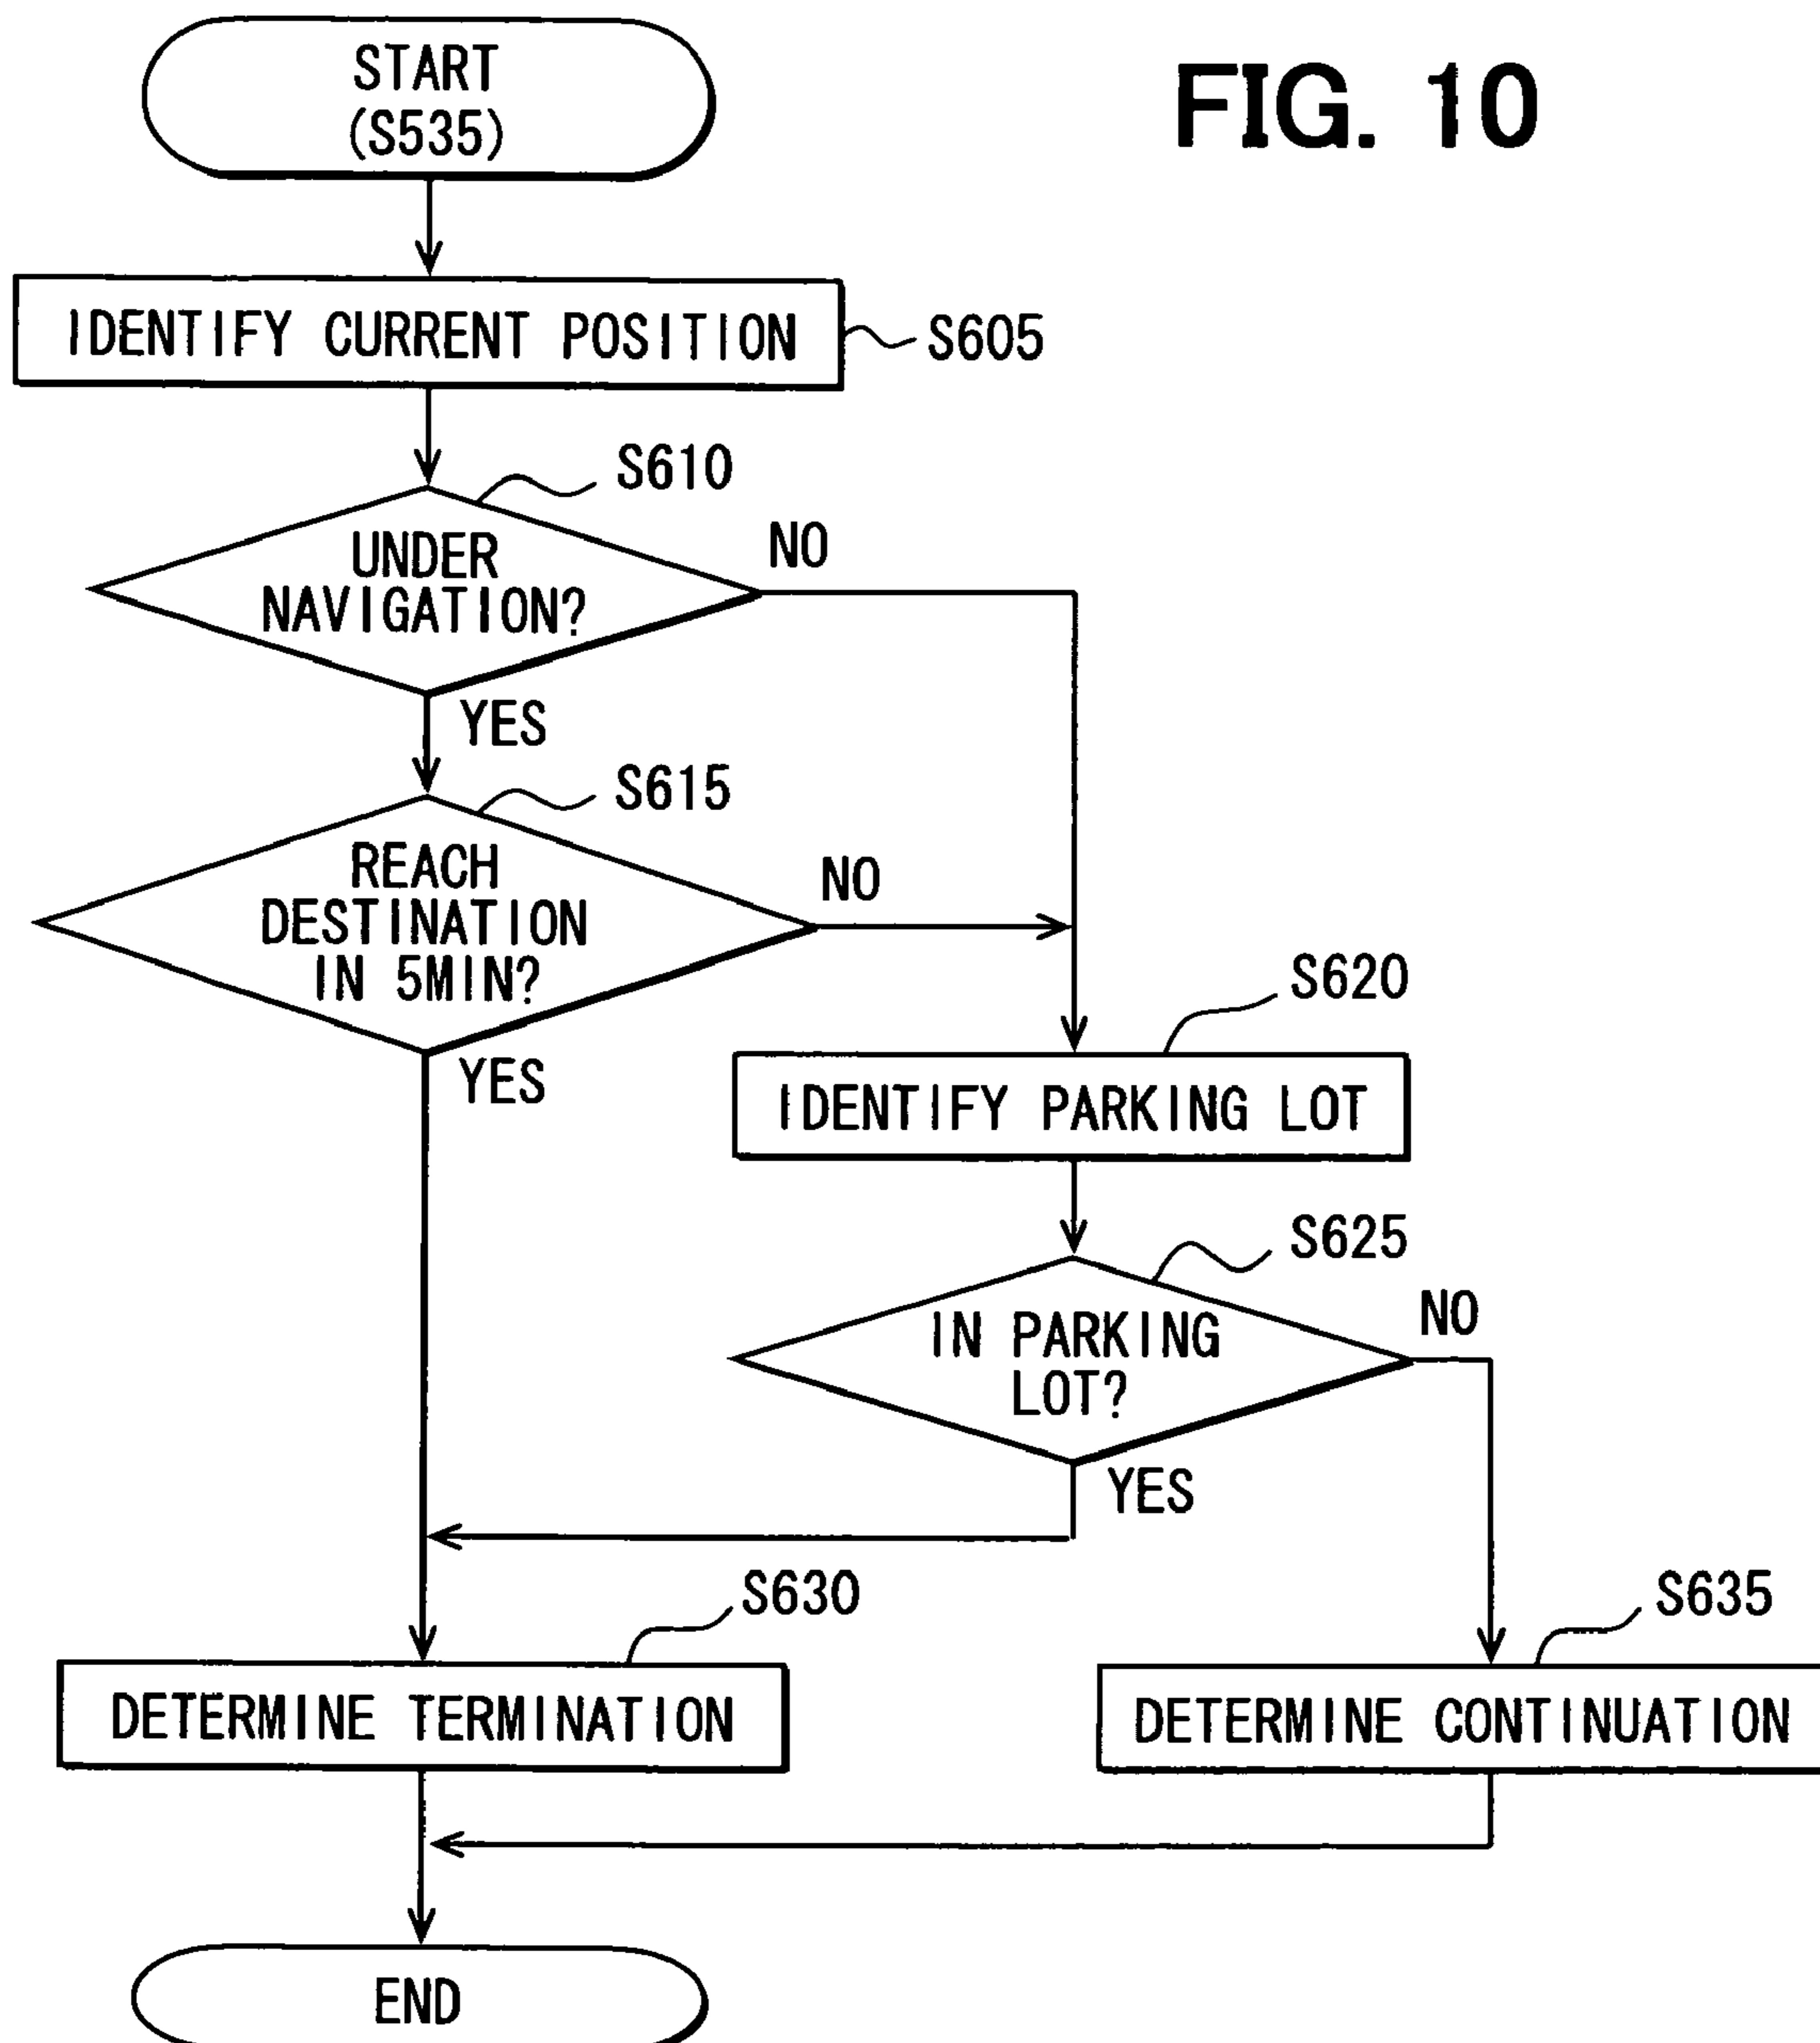 FIG. 10
START
(S535)
IDENTIFY CURRENT POSITION
S605
S610
UNDER
NAVIGATION?
NO
YES
S615
REACH
DESTINATION
IN 5MIN?
NO
YES
S620
IDENTIFY PARKING LOT
S625
IN PARKING
LOT?
NO
YES
S630
DETERMINE TERMINATION
S635
DETERMINE CONTINUATION
END